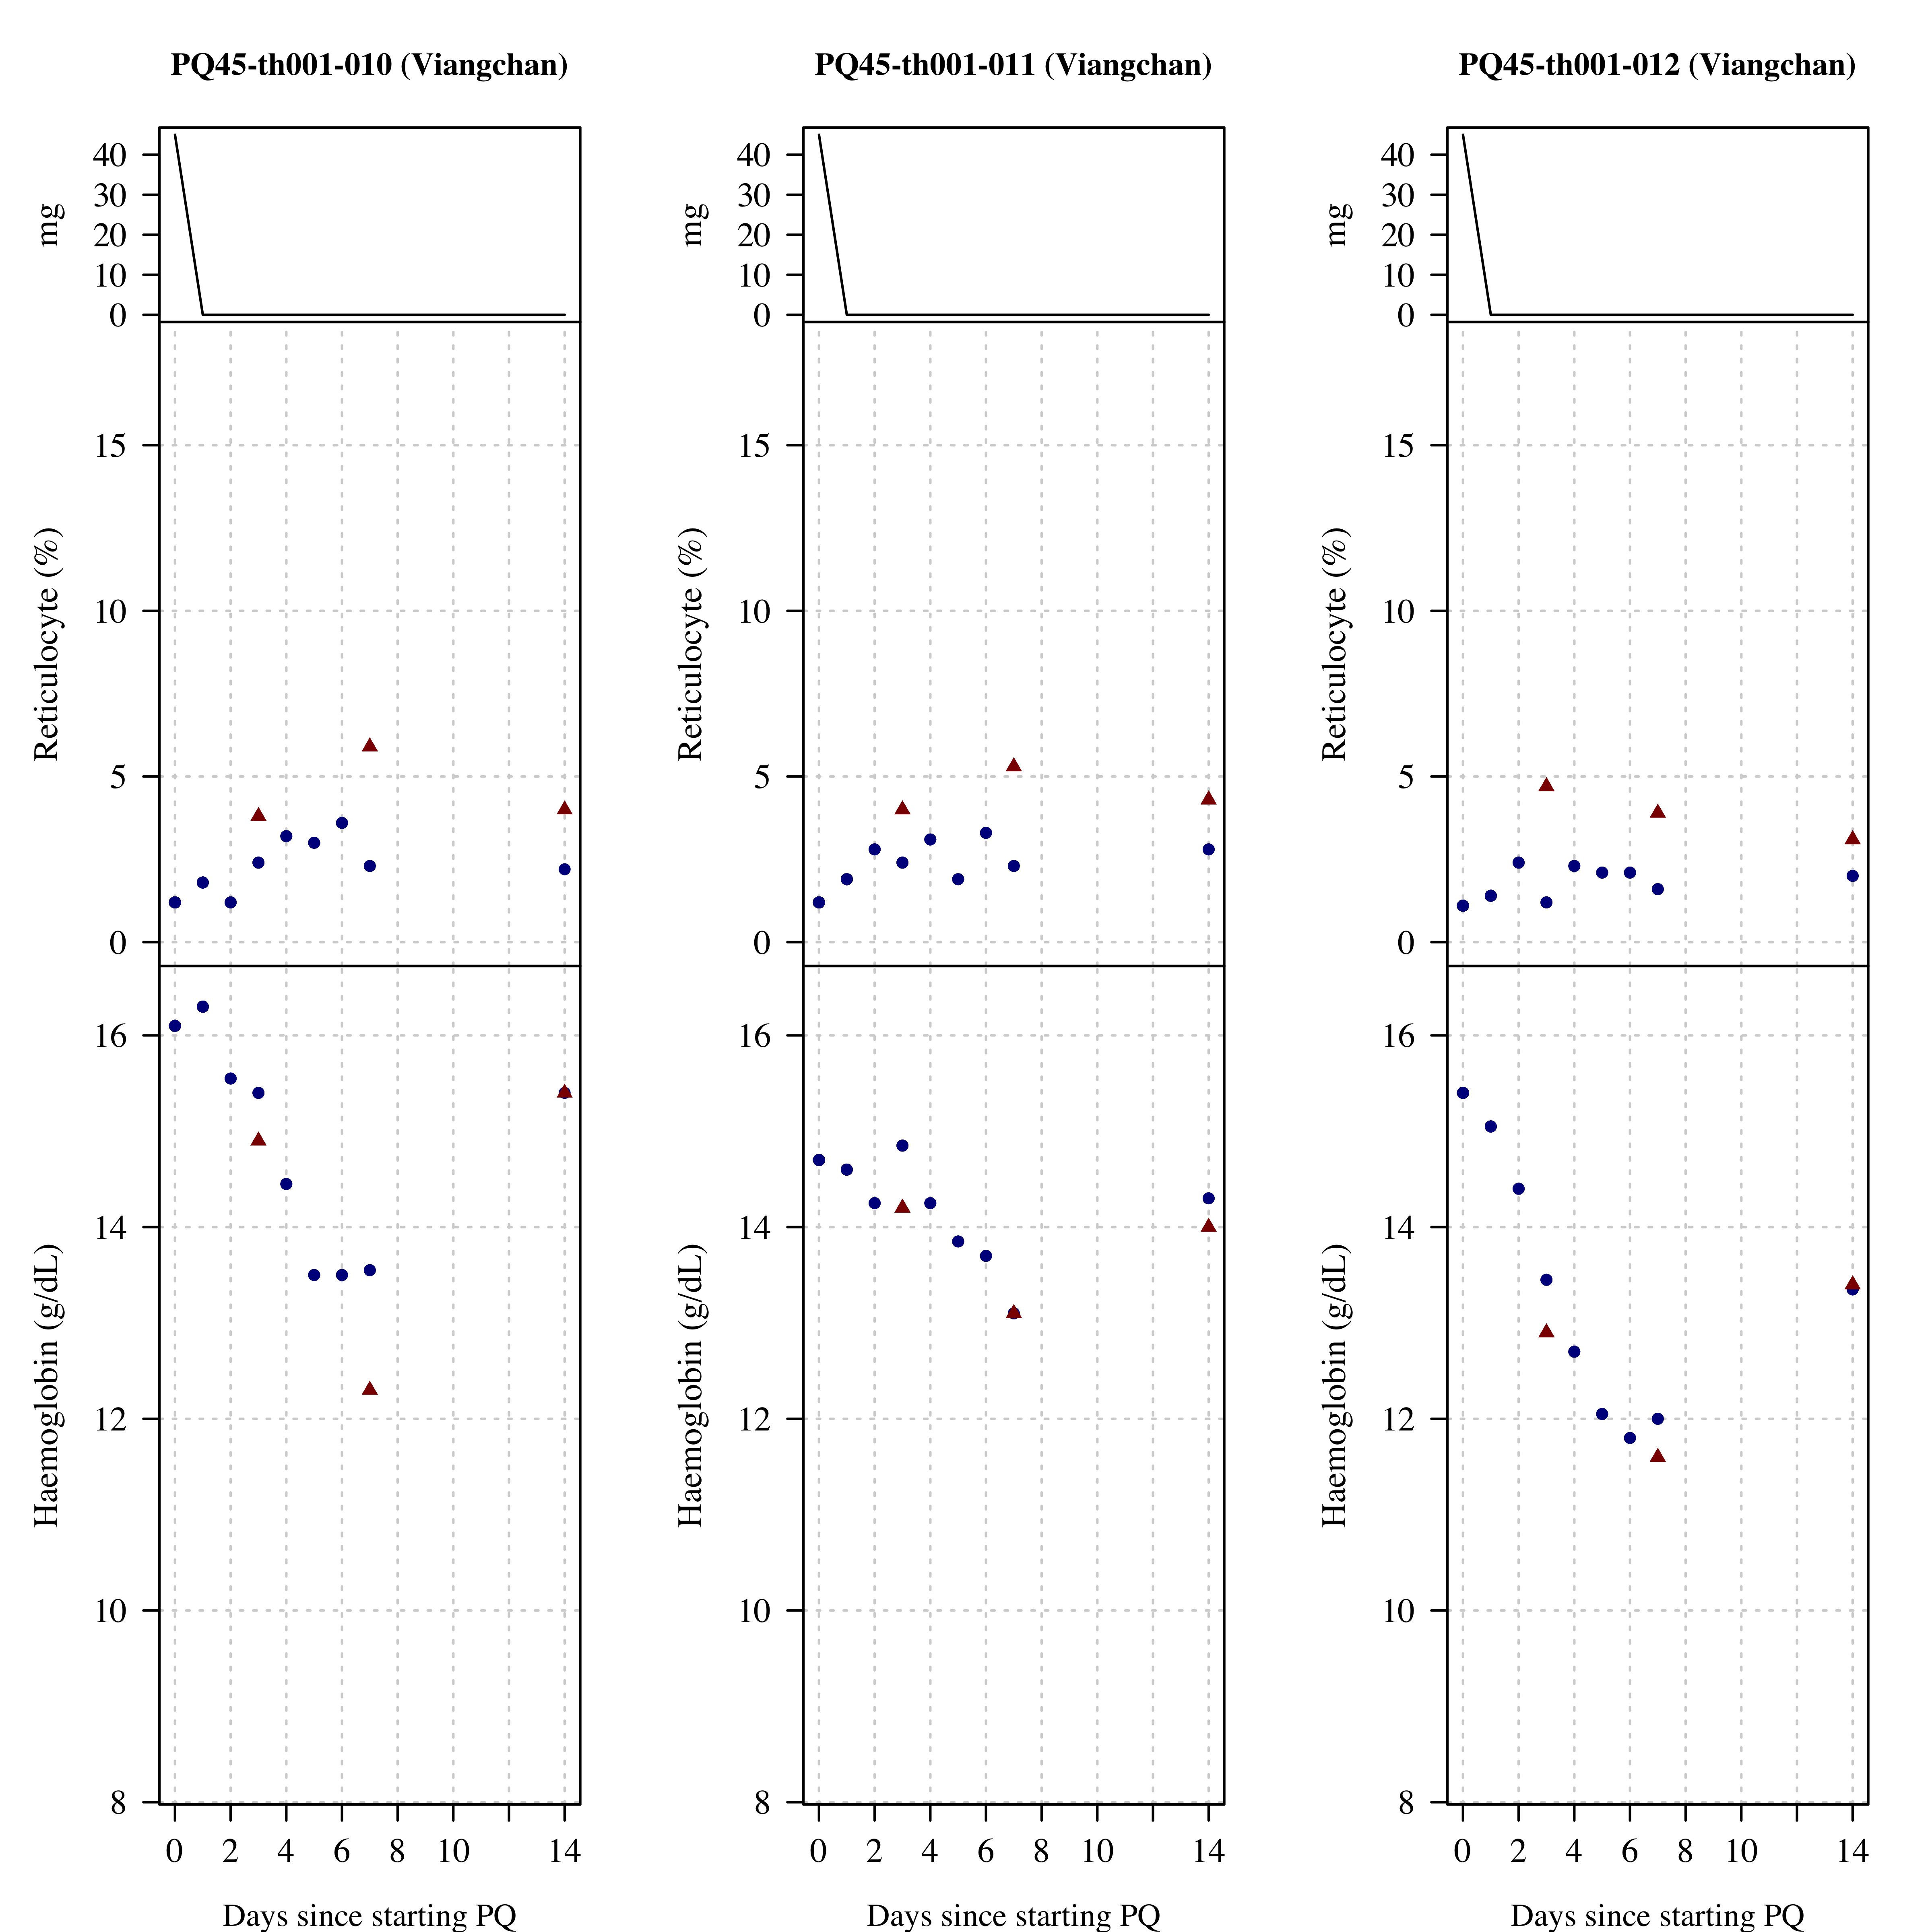 PQ45-th001-010 (Viangchan)
mg
40
30
20
10
0
Reticulocyte (%)
15
10
5
0
Haemoglobin (g/dL)
16
14
12
10
8
0 2 4 6 8 10 14
Days since starting PQ
PQ45-th001-011 (Viangchan)
mg
40
30
20
10
0
Reticulocyte (%)
15
10
5
0
Haemoglobin (g/dL)
16
14
12
10
8
0 2 4 6 8 10 14
Days since starting PQ
PQ45-th001-012 (Viangchan)
mg
40
30
20
10
0
Reticulocyte (%)
15
10
5
0
Haemoglobin (g/dL)
16
14
12
10
8
0 2 4 6 8 10 14
Days since starting PQ